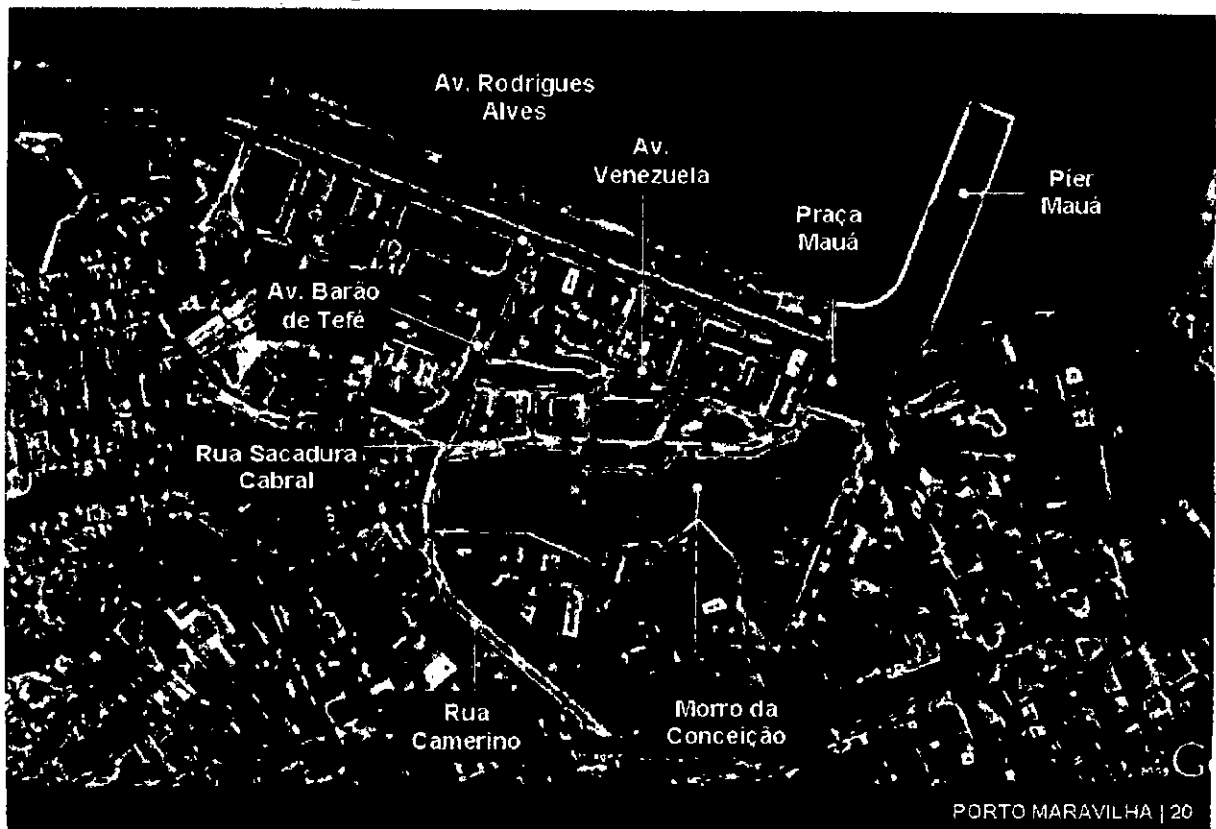 Av. Rodrigues
Alves
Av.
Venezuela
Píer
Mauá
Praça
Mauá
Av. Barão
de Tefé
Rua Sacadura
Cabral
Rua
Camerino
Morro da
Conceição
G
PORTO MARAVILHA | 20